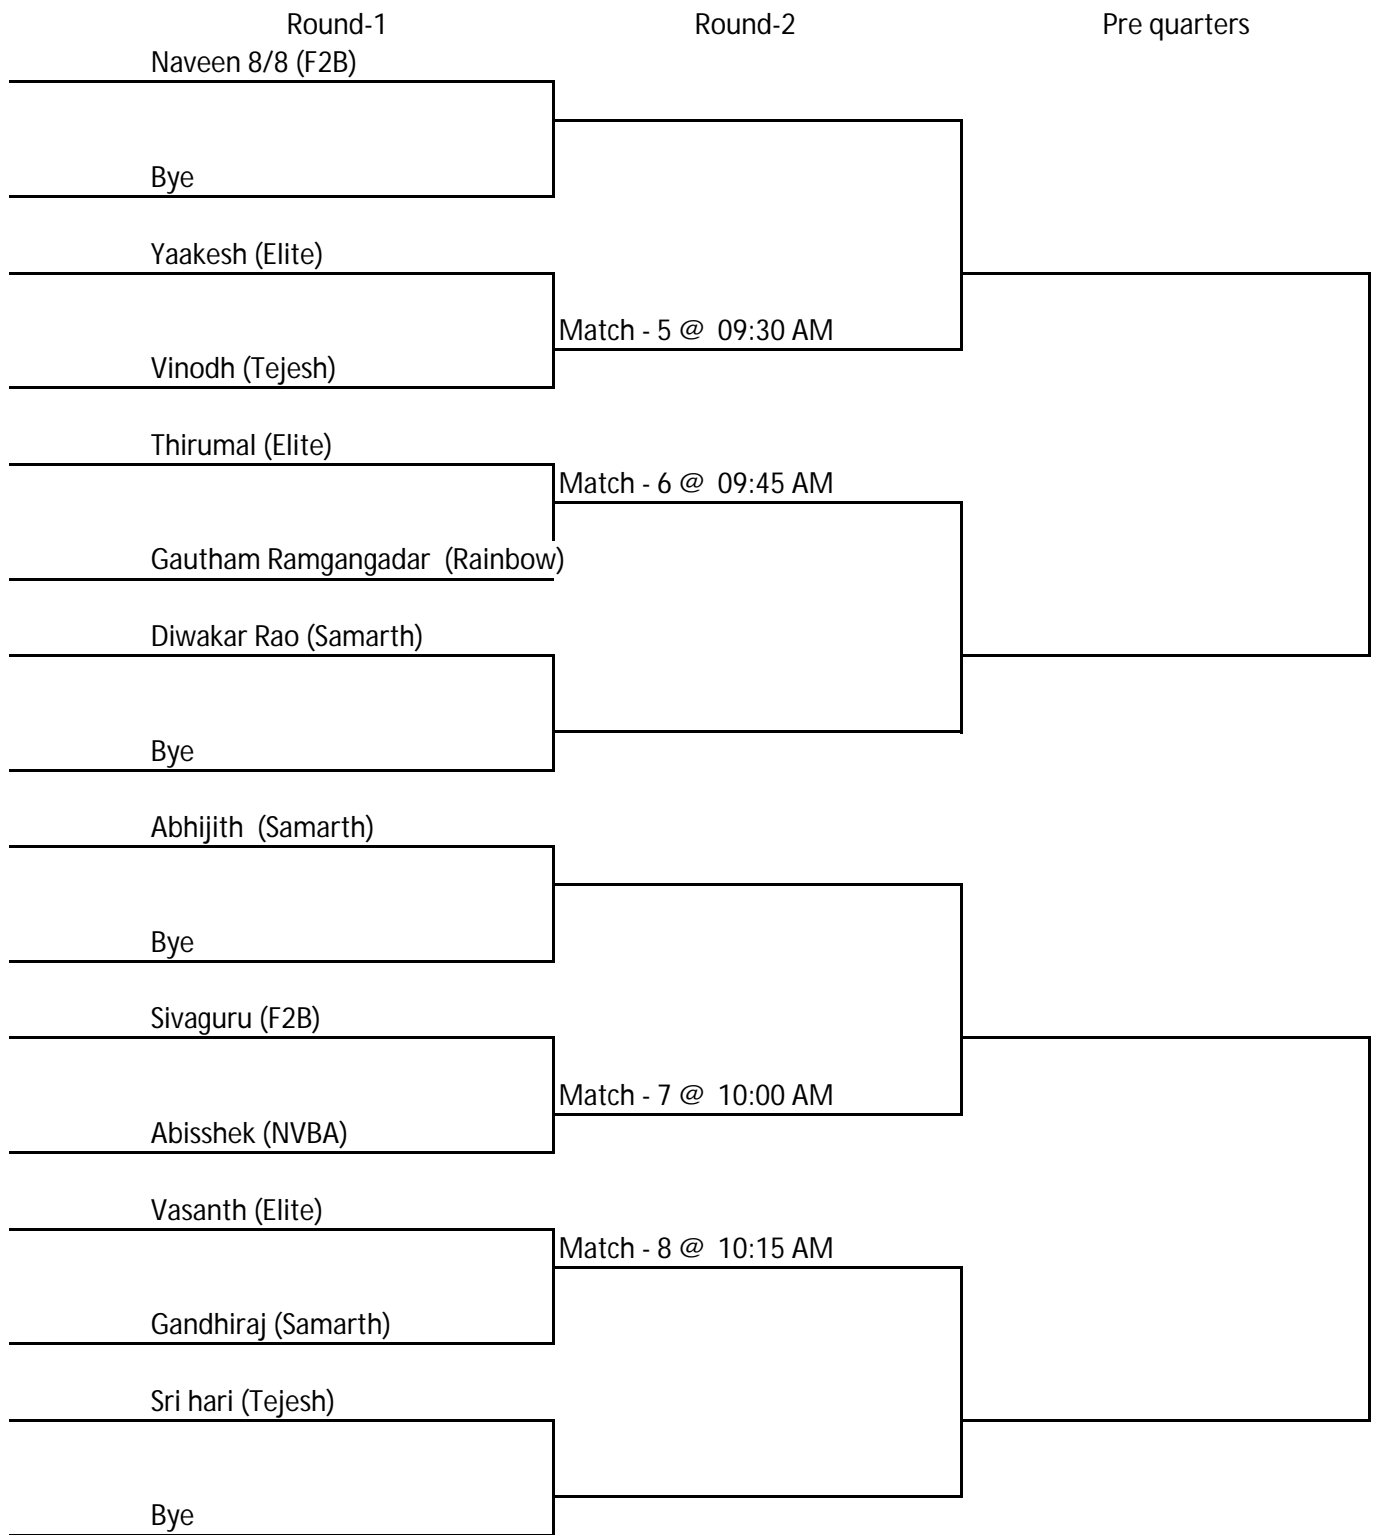 Round-1 Round-2 Pre quarters
Naveen 8/8 (F2B)
Bye
Yaakesh (Elite)
Match - 5 @  09:30 AM
Vinodh (Tejesh)
Thirumal (Elite)
Match - 6 @  09:45 AM
Gautham Ramgangadar  (Rainbow)
Diwakar Rao (Samarth)
Bye
Abhijith  (Samarth)
Bye
Sivaguru (F2B)
Match - 7 @  10:00 AM
Abisshek (NVBA)
Vasanth (Elite)
Match - 8 @  10:15 AM
Gandhiraj (Samarth)
Sri hari (Tejesh)
Bye